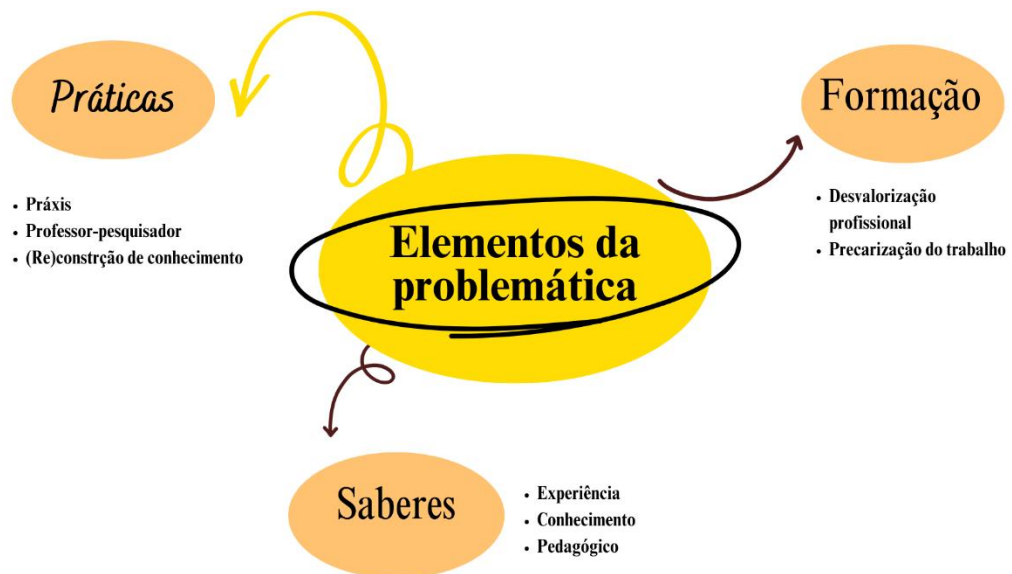 Práticas
• Práxis
• Professor-pesquisador
• (Re)constrção de conhecimento
Formação
• Desvalorização
profissional
• Precarização do trabalho
Elementos da
problemática
Saberes
• Experiência
• Conhecimento
• Pedagógico